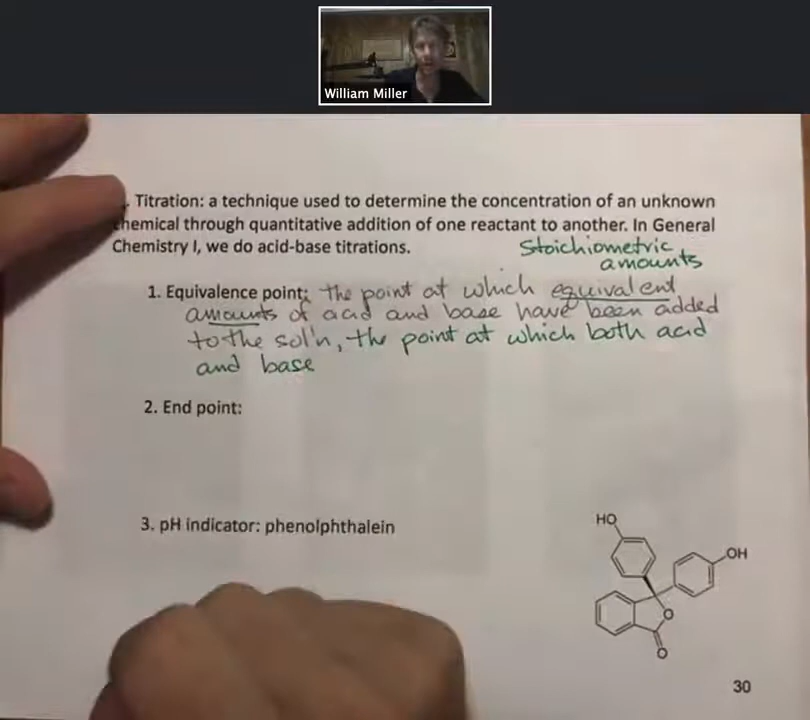 William Miller
. Titration: a technique used to determine the concentration of an unknown
chemical through quantitative addition of one reactant to another. In General
Chemistry I, we do acid-base titrations.
Stoichiometric
amounts
1. Equivalence point: the point at which equivalent
amounts of acid and base have been added
to the sol'n, the point at which both acid
and base
2. End point:
3. pH indicator: phenolphthalein
HO
OH
O
O
30